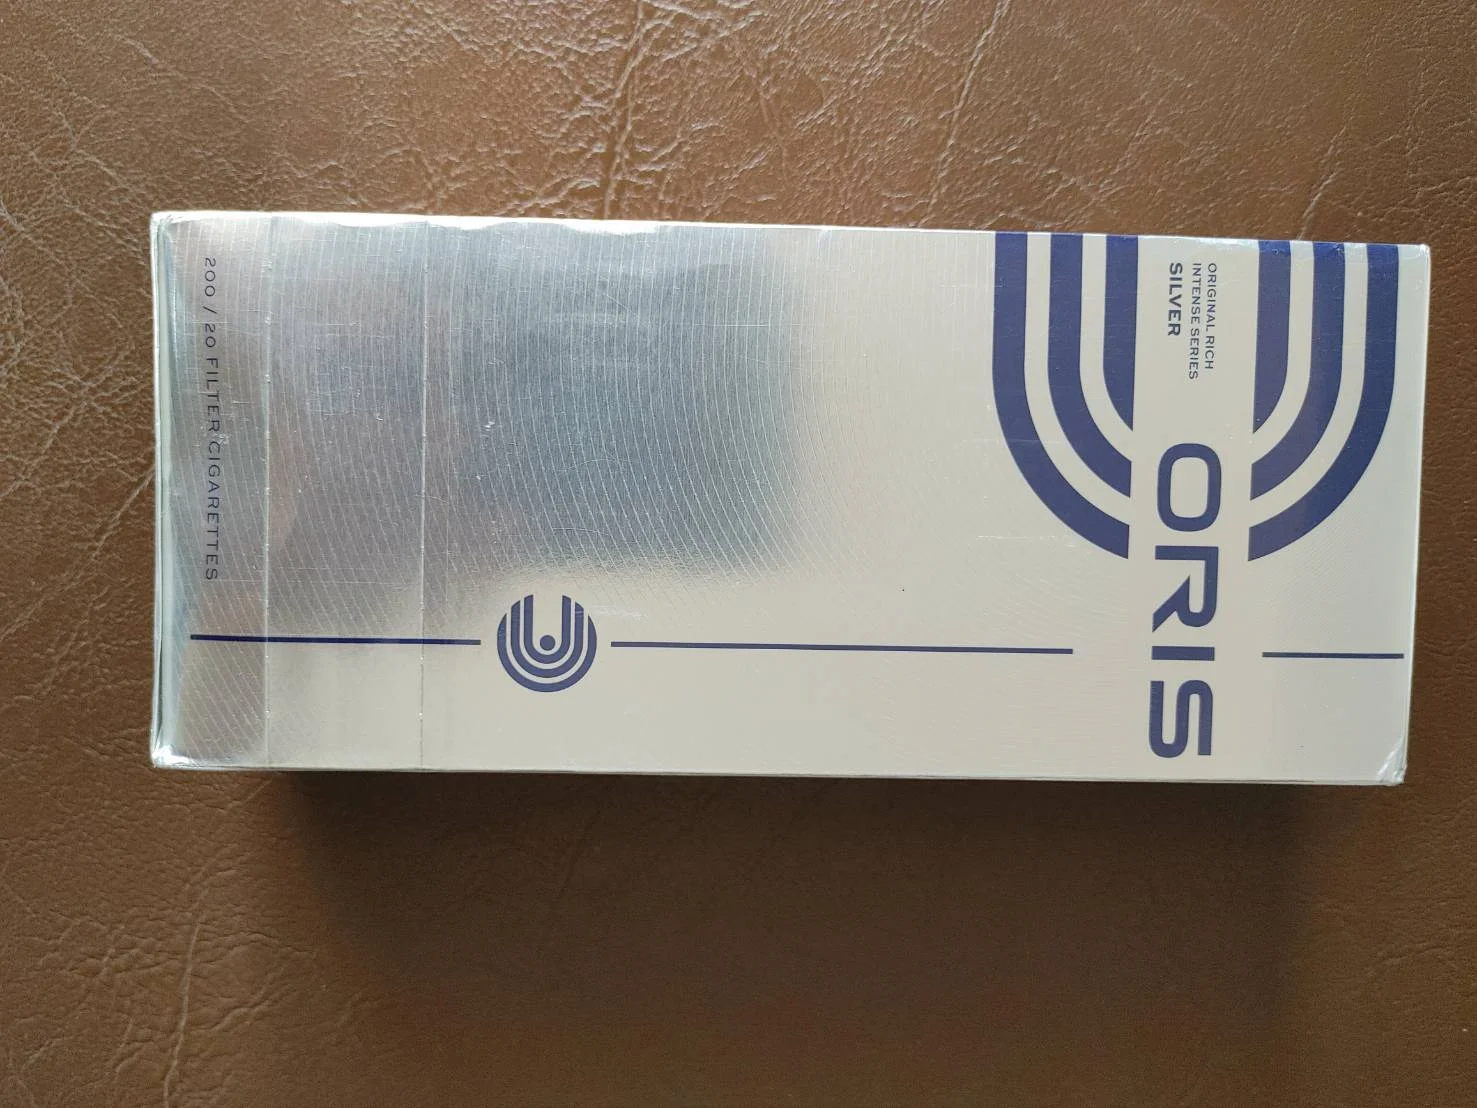 ORIGINAL RICH
INTENSE SERIES
SILVER
ORIS
200 / 20 FILTER CIGARETTES